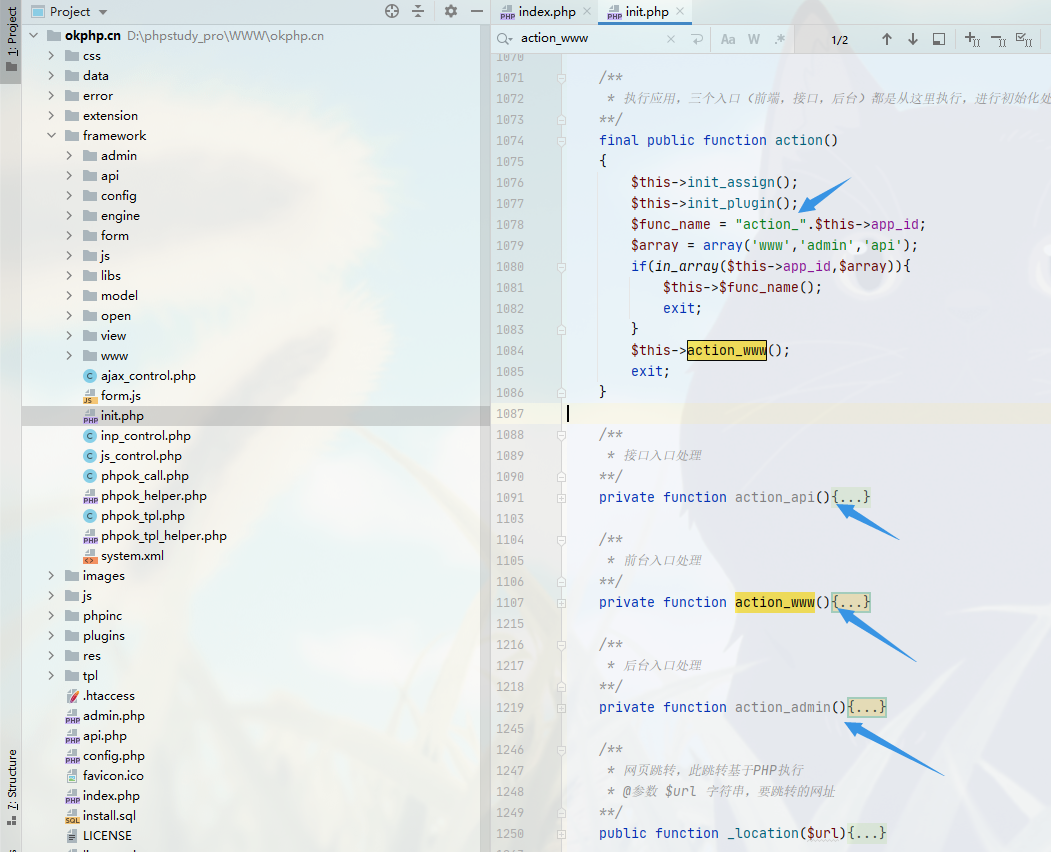 1: Project
7: Structure
Project
okphp.cn D:\phpstudy_pro\WWW\okphp.cn
css
data
error
extension
framework
admin
api
config
engine
form
js
libs
model
open
view
www
ajax_control.php
form.js
init.php
inp_control.php
js_control.php
phpok_call.php
phpok_helper.php
phpok_tpl.php
phpok_tpl_helper.php
system.xml
images
js
phpinc
plugins
res
tpl
.htaccess
admin.php
api.php
config.php
favicon.ico
index.php
install.sql
LICENSE
index.php
init.php
action_www Aa W .* 1/2
1070
1071 /**
1072 * 执行应用，三个入口（前端，接口，后台）都是从这里执行，进行初始化处
1073 **/
1074 final public function action()
1075 {
1076 $this->init_assign();
1077 $this->init_plugin();
1078 $func_name = "action_".$this->app_id;
1079 $array = array('www','admin','api');
1080 if(in_array($this->app_id,$array)){
1081 $this->$func_name();
1082 exit;
1083 }
1084 $this->action_www();
1085 exit;
1086 }
1087
1088 /**
1089 * 接口入口处理
1090 **/
1091 private function action_api(){...}
1103
1104 /**
1105 * 前台入口处理
1106 **/
1107 private function action_www(){...}
1215
1216 /**
1217 * 后台入口处理
1218 **/
1219 private function action_admin(){...}
1245
1246 /**
1247 * 网页跳转，此跳转基于PHP执行
1248 * @参数 $url 字符串，要跳转的网址
1249 **/
1250 public function _location($url){...}